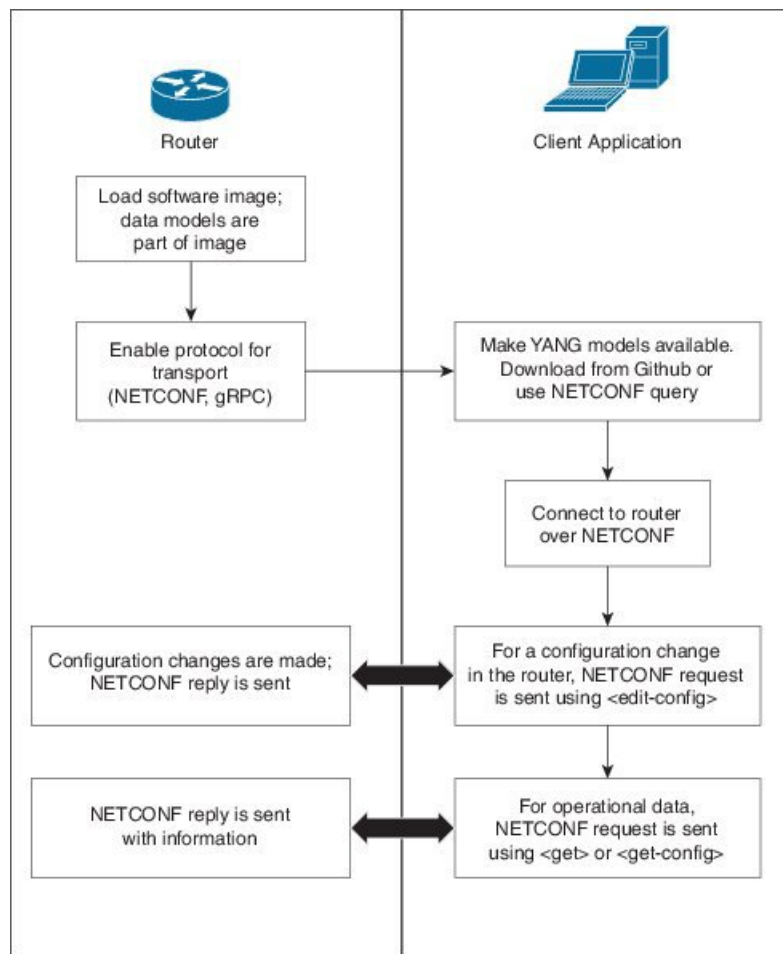 Router
Client Application
Load software image;
data models are
part of image
Enable protocol for
transport
(NETCONF, gRPC)
Make YANG models available.
Download from Github or
use NETCONF query
Connect to router
over NETCONF
Configuration changes are made;
NETCONF reply is sent
For a configuration change
in the router, NETCONF request
is sent using <edit-config>
NETCONF reply is sent
with information
For operational data,
NETCONF request is sent
using <get> or <get-config>